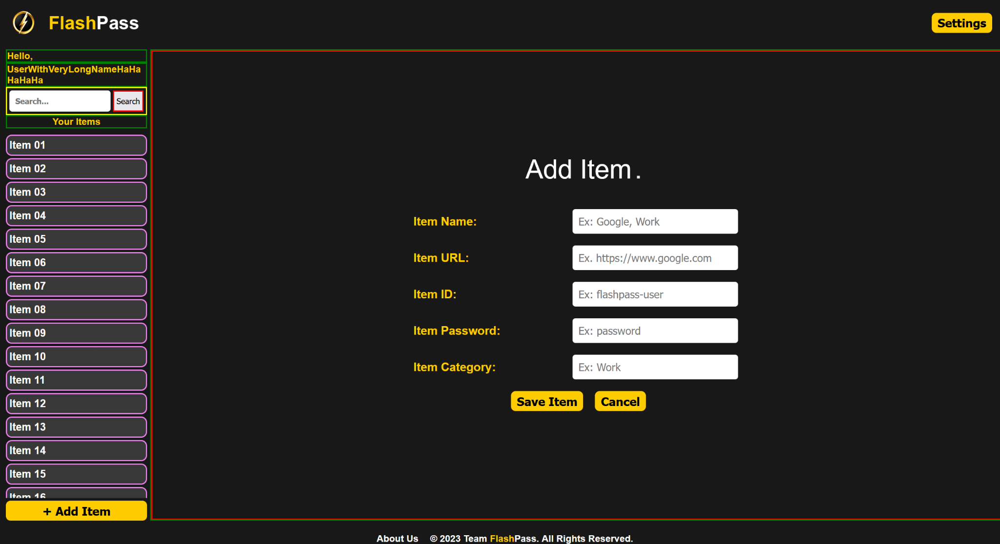 FlashPass
Settings
Hello,
UserWithVeryLongNameHaHa
HaHaHa
Search...
Search
Your Items
Item 01
Item 02
Item 03
Item 04
Item 05
Item 06
Item 07
Item 08
Item 09
Item 10
Item 11
Item 12
Item 13
Item 14
Item 15
Item 16
+ Add Item
Add Item.
Item Name:
Ex: Google, Work
Item URL:
Ex. https://www.google.com
Item ID:
Ex: flashpass-user
Item Password:
Ex: password
Item Category:
Ex: Work
Save Item
Cancel
About Us
© 2023 Team FlashPass. All Rights Reserved.